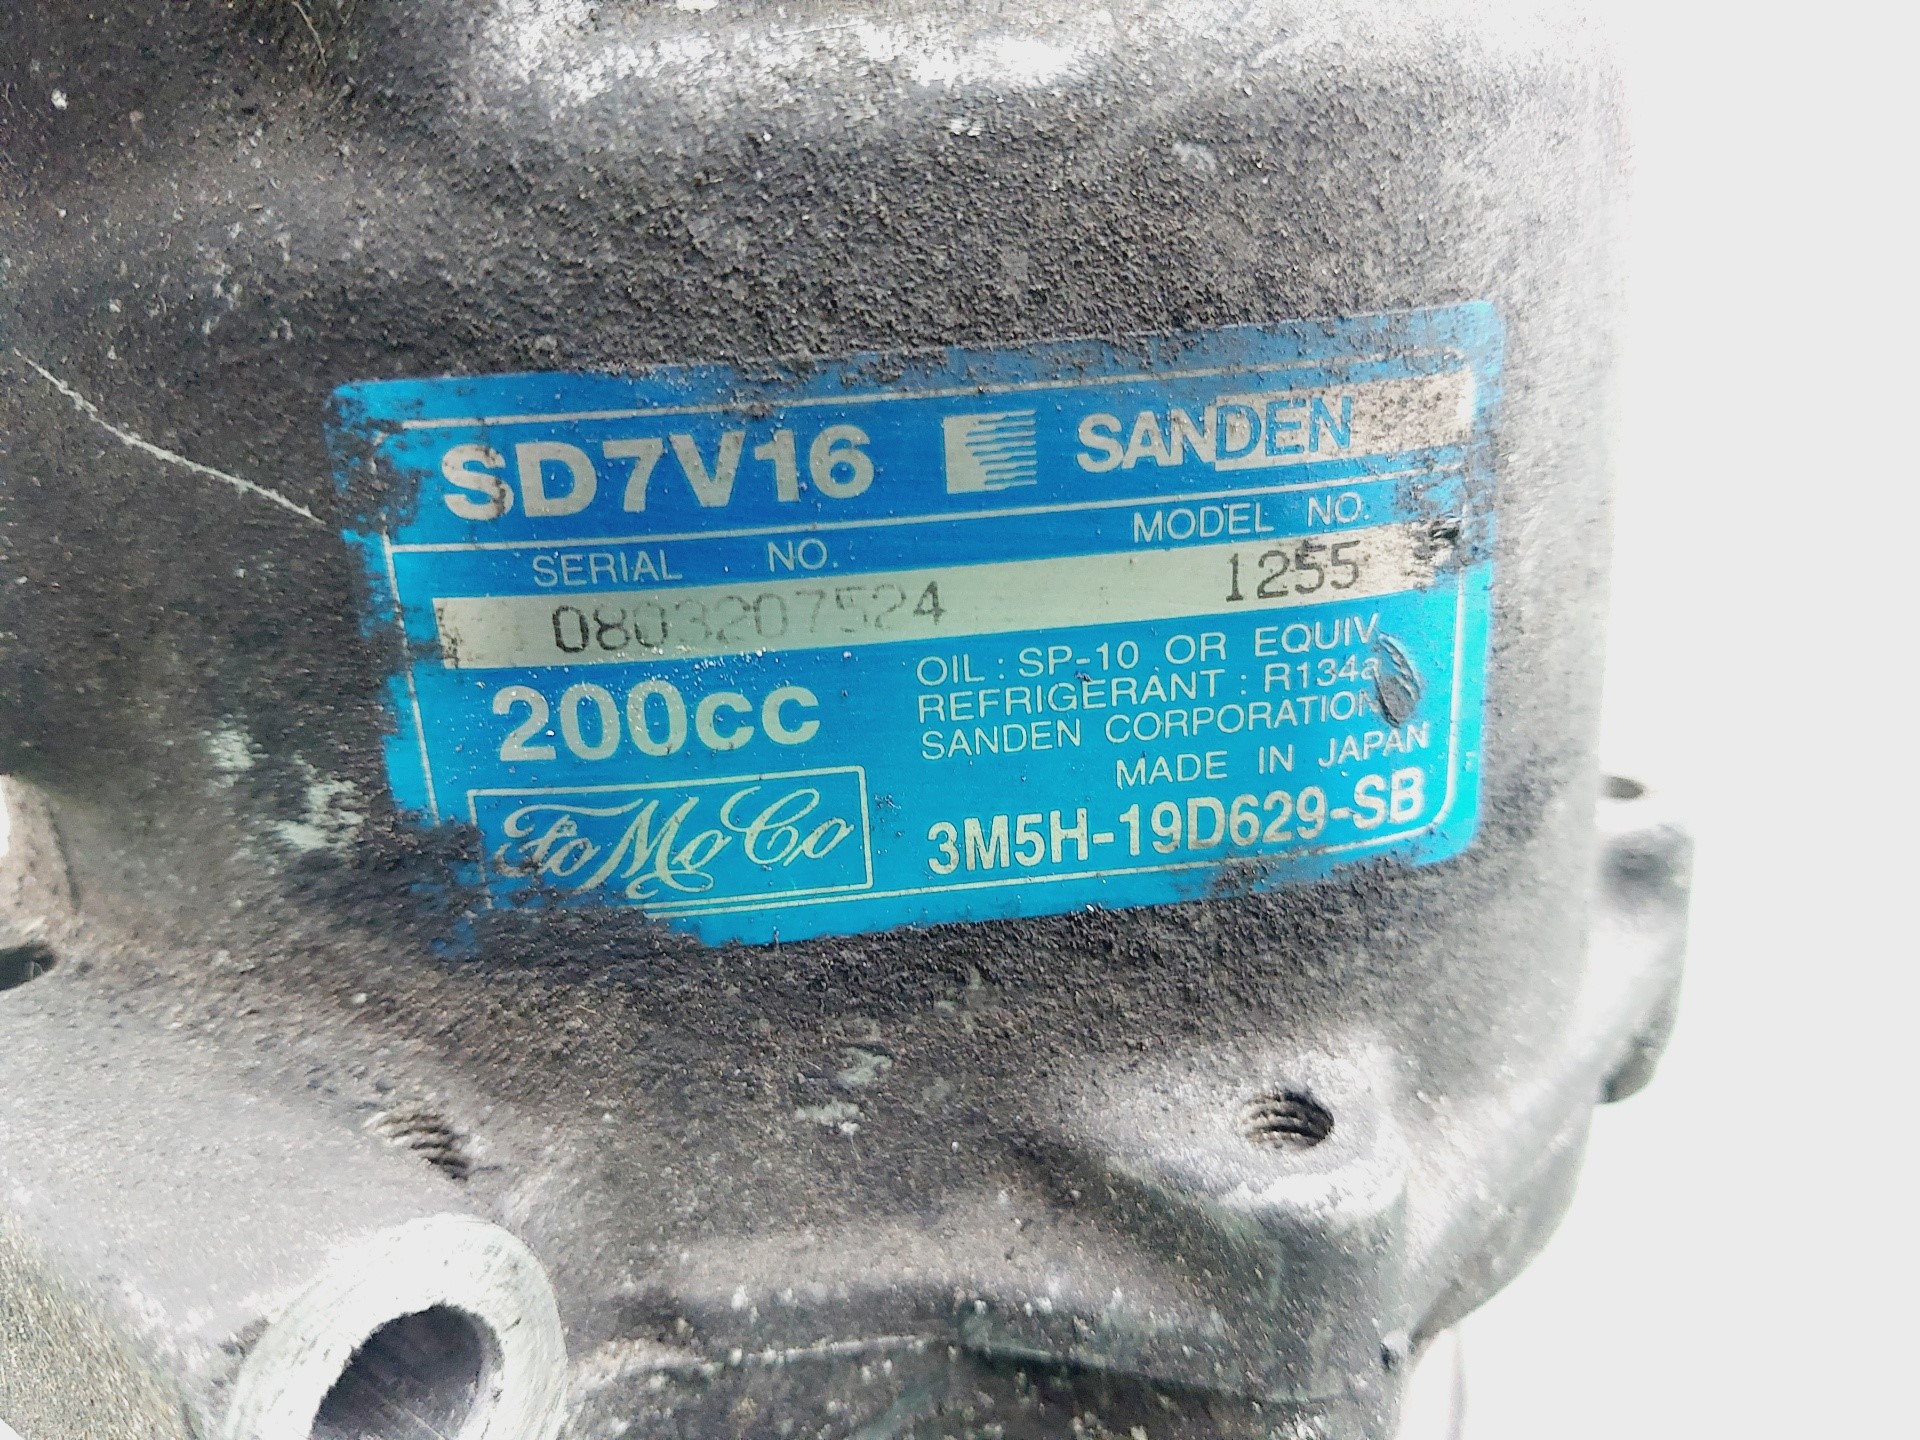 SD7V16 SANDEN
SERIAL NO. MODEL NO.
0803207524 1255
200cc
OIL : SP-10 OR EQUIV
REFRIGERANT : R134a
SANDEN CORPORATION
MADE IN JAPAN
FoMoCo
3M5H-19D629-SB